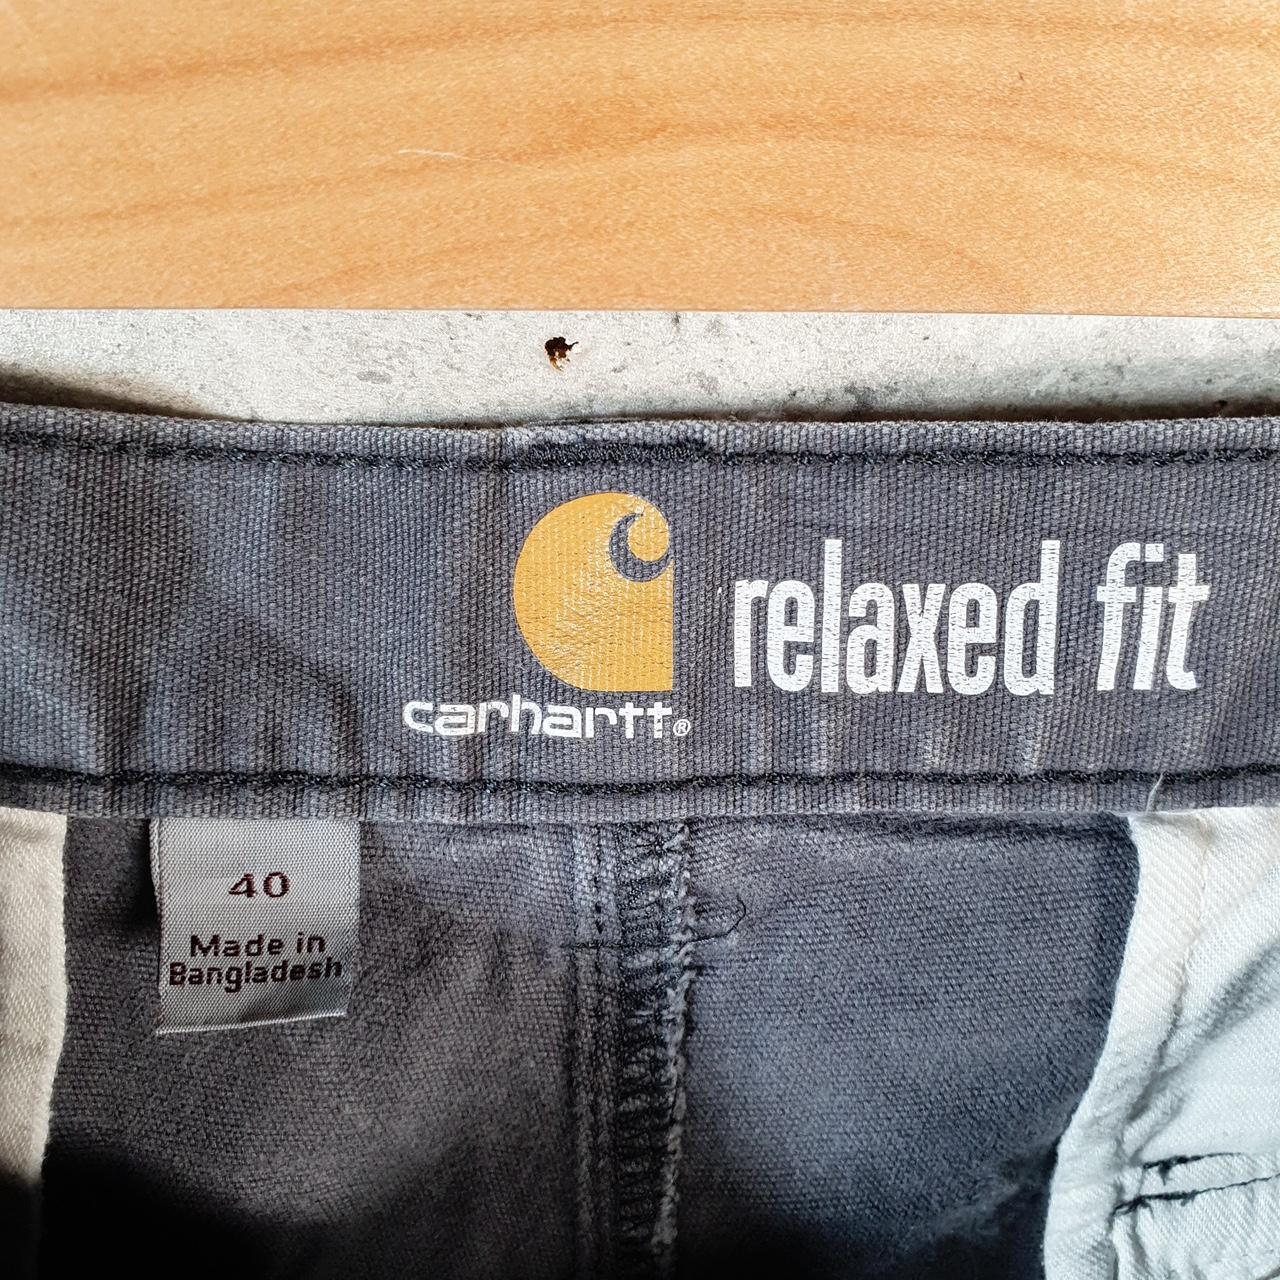 relaxed fit
carhartt®
40
Made in
Bangladesh